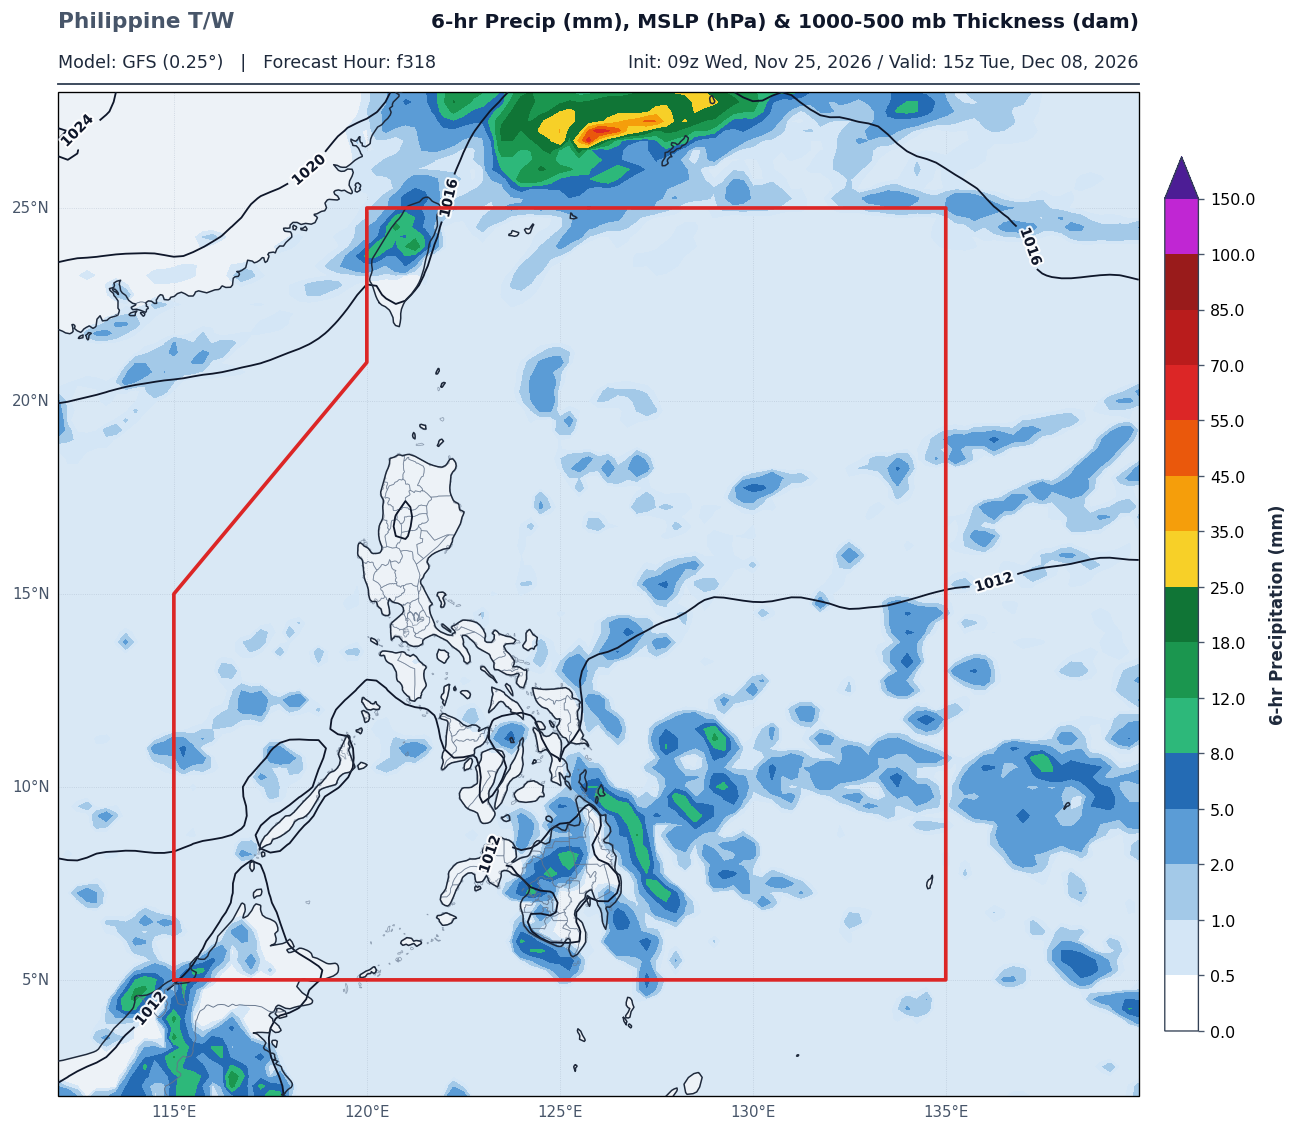 Philippine T/W
6-hr Precip (mm), MSLP (hPa) & 1000-500 mb Thickness (dam)
Model: GFS (0.25°) | Forecast Hour: f318
Init: 09z Wed, Nov 25, 2026 / Valid: 15z Tue, Dec 08, 2026
1024
1020
1016
1016
1012
1012
1012
25°N
20°N
15°N
10°N
5°N
115°E
120°E
125°E
130°E
135°E
150.0
100.0
85.0
70.0
55.0
45.0
35.0
25.0
18.0
12.0
8.0
5.0
2.0
1.0
0.5
0.0
6-hr Precipitation (mm)